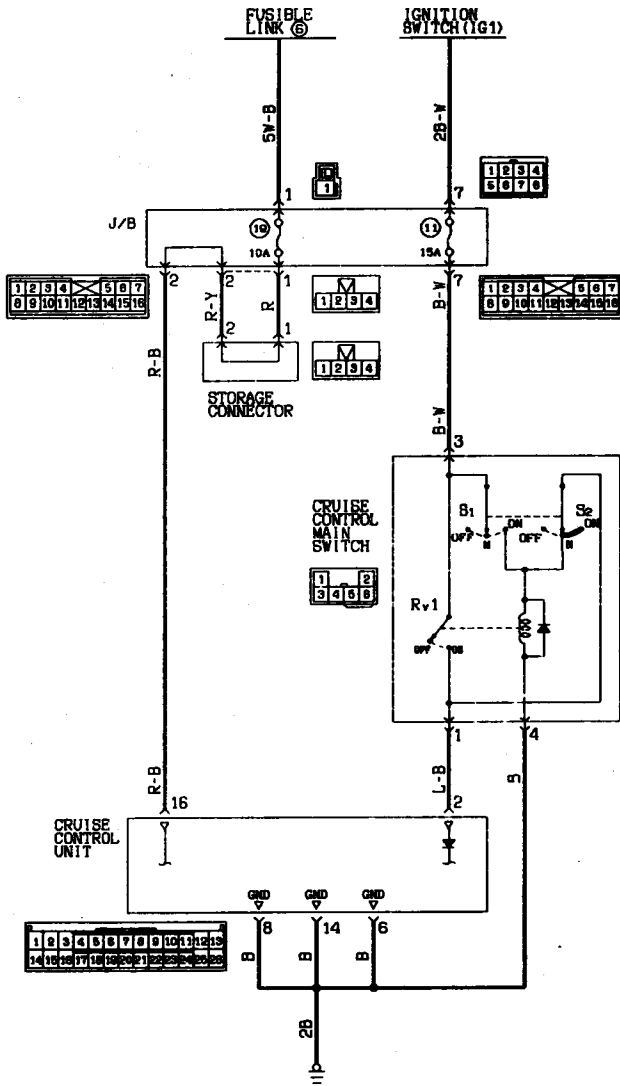 FUSIBLE
LINK ⑥
IGNITION
SWITCH(IG1)
5W-B
2B-W
1
1 2 3 4
5 6 7 8
1
7
J/B
⑲
⑪
10A
15A
2
2
1
7
1 2 3 4 5 6 7
8 9 10 11 12 13 14 15 16
1 2 3 4
1 2 3 4 5 6 7
8 9 10 11 12 13 14 15 16
R-Y
R
B-W
2
1
1 2 3 4
R-B
STORAGE
CONNECTOR
B-W
3
CRUISE
CONTROL
MAIN
SWITCH
S1
S2
OFF
N
ON
OFF
N
ON
1 2
3 4 5 6
Rv1
OFF
ON
1
4
R-B
L-B
B
16
2
CRUISE
CONTROL
UNIT
GND
GND
GND
8
14
6
1 2 3 4 5 6 7 8 9 10 11 12 13
14 15 16 17 18 19 20 21 22 23 24 25 26
B
B
B
2B